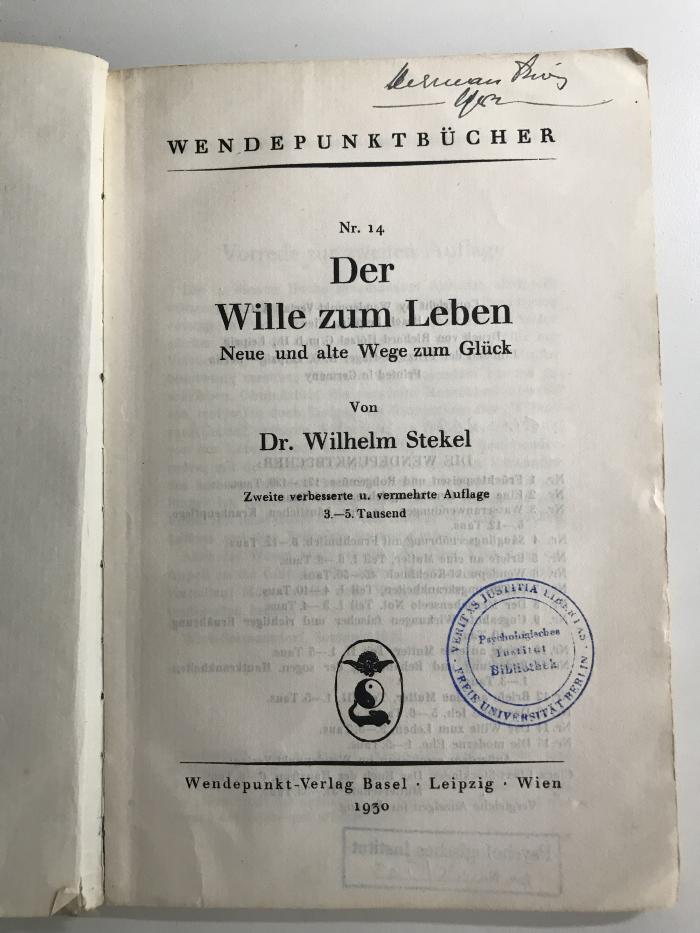 Herman
WENDEPUNKTBÜCHER
Nr. 14
Der
Wille zum Leben
Neue und alte Wege zum Glück
Von
Dr. Wilhelm Stekel
Zweite verbesserte u. vermehrte Auflage
3.–5. Tausend
· VERITAS JUSTITIA LIBERTAS ·
Psychologisches
Institut
Bibliothek
FREIE UNIVERSITÄT BERLIN
Wendepunkt-Verlag Basel · Leipzig · Wien
1930